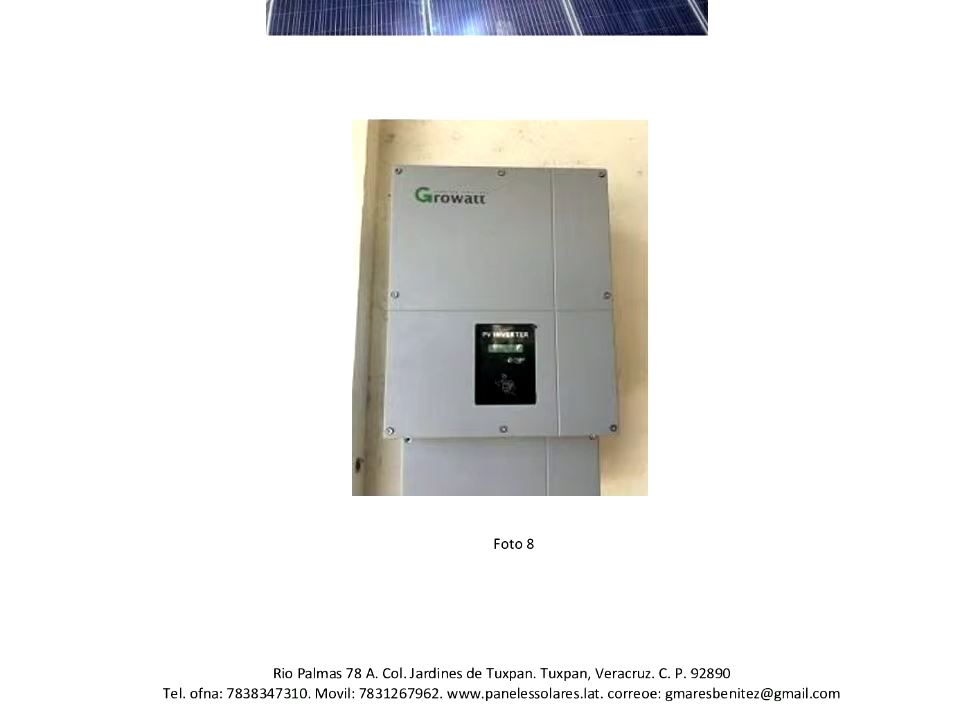 Growatt
PV INVERTER
Foto 8
Rio Palmas 78 A. Col. Jardines de Tuxpan. Tuxpan, Veracruz. C. P. 92890
Tel. ofna: 7838347310. Movil: 7831267962. www.panelessolares.lat. correoe: gmaresbenitez@gmail.com